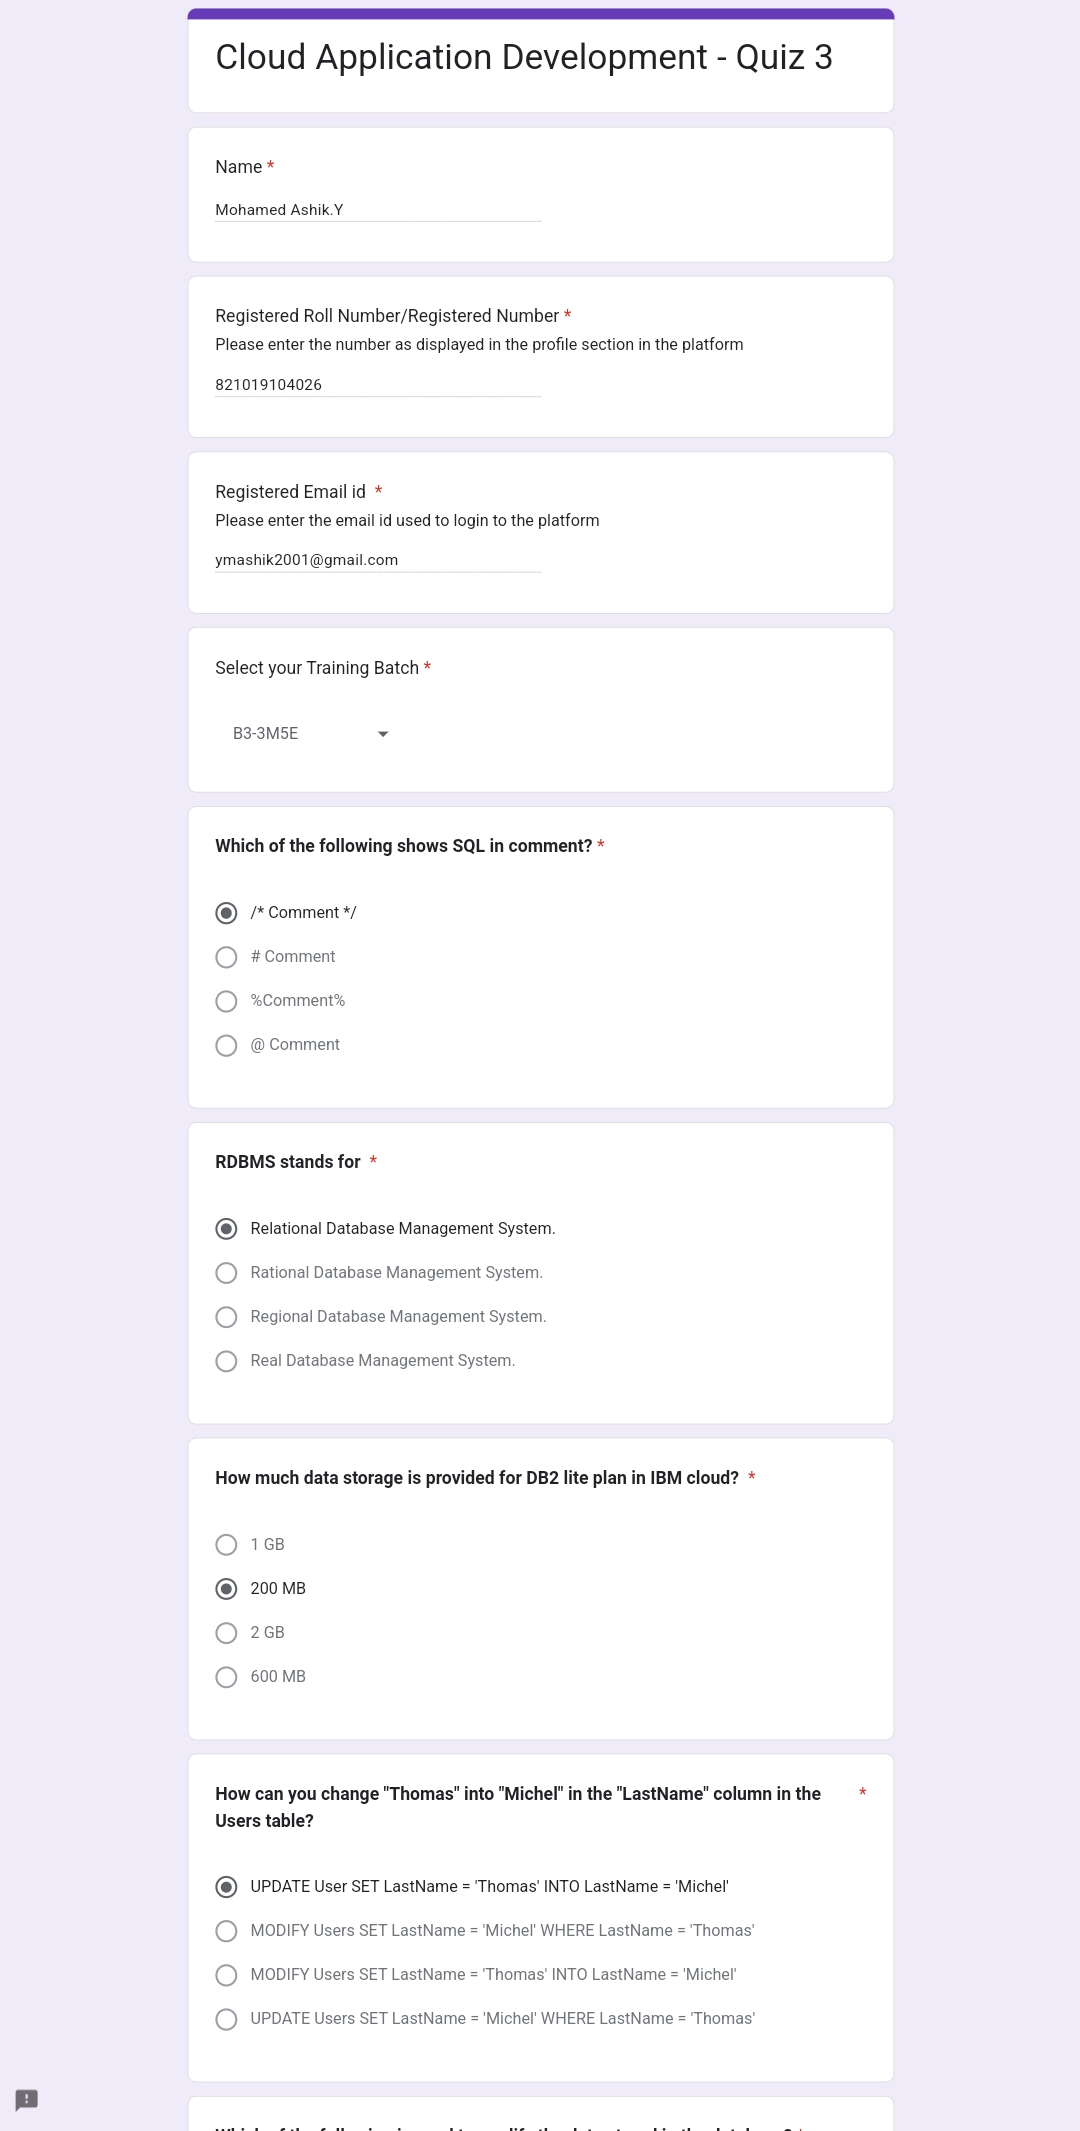 Cloud Application Development - Quiz 3
Name *
Mohamed Ashik.Y
Registered Roll Number/Registered Number *
Please enter the number as displayed in the profile section in the platform
821019104026
Registered Email id *
Please enter the email id used to login to the platform
ymashik2001@gmail.com
Select your Training Batch *
B3-3M5E
Which of the following shows SQL in comment? *
/* Comment */
# Comment
%Comment%
@ Comment
RDBMS stands for *
Relational Database Management System.
Rational Database Management System.
Regional Database Management System.
Real Database Management System.
How much data storage is provided for DB2 lite plan in IBM cloud? *
1 GB
200 MB
2 GB
600 MB
How can you change "Thomas" into "Michel" in the "LastName" column in the *
Users table?
UPDATE User SET LastName = 'Thomas' INTO LastName = 'Michel'
MODIFY Users SET LastName = 'Michel' WHERE LastName = 'Thomas'
MODIFY Users SET LastName = 'Thomas' INTO LastName = 'Michel'
UPDATE Users SET LastName = 'Michel' WHERE LastName = 'Thomas'